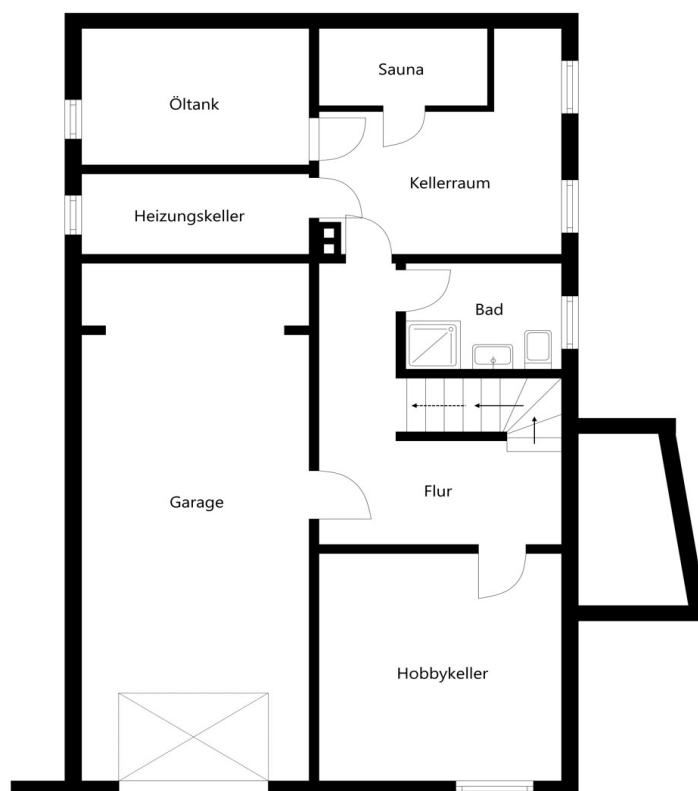 Sauna
Öltank
Kellerraum
Heizungskeller
Bad
Flur
Garage
Hobbykeller